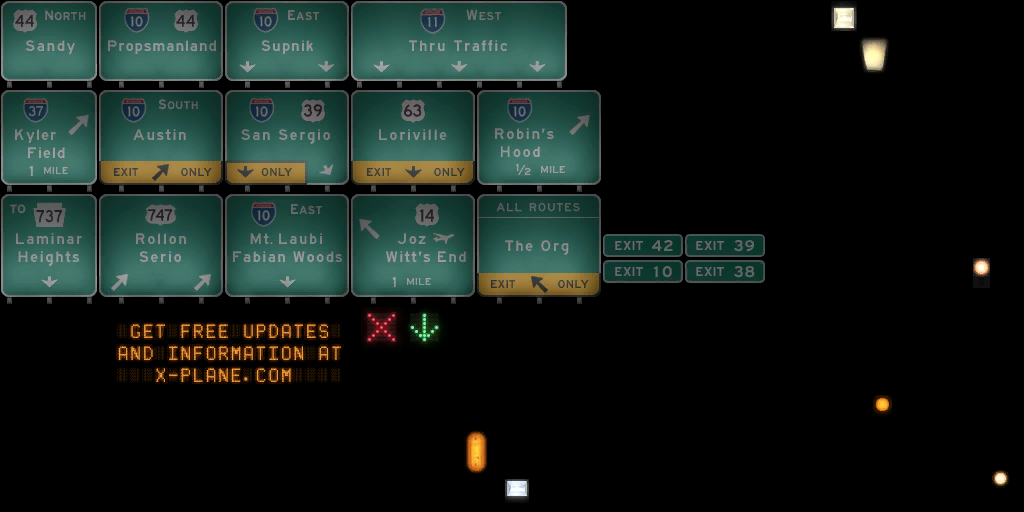 44 NORTH
Sandy
10 44
Propsmanland
10 EAST
Supnik
11 WEST
Thru Traffic
37
Kyler
Field
1 MILE
10 SOUTH
Austin
EXIT ONLY
10 39
San Sergio
ONLY
63
Loriville
EXIT ONLY
10
Robin's
Hood
1/2 MILE
TO 737
Laminar
Heights
747
Rollon
Serio
10 EAST
Mt. Laubi
Fabian Woods
14
Joz
Witt's End
1 MILE
ALL ROUTES
The Org
EXIT ONLY
EXIT 42
EXIT 39
EXIT 10
EXIT 38
GET FREE UPDATES
AND INFORMATION AT
X-PLANE.COM